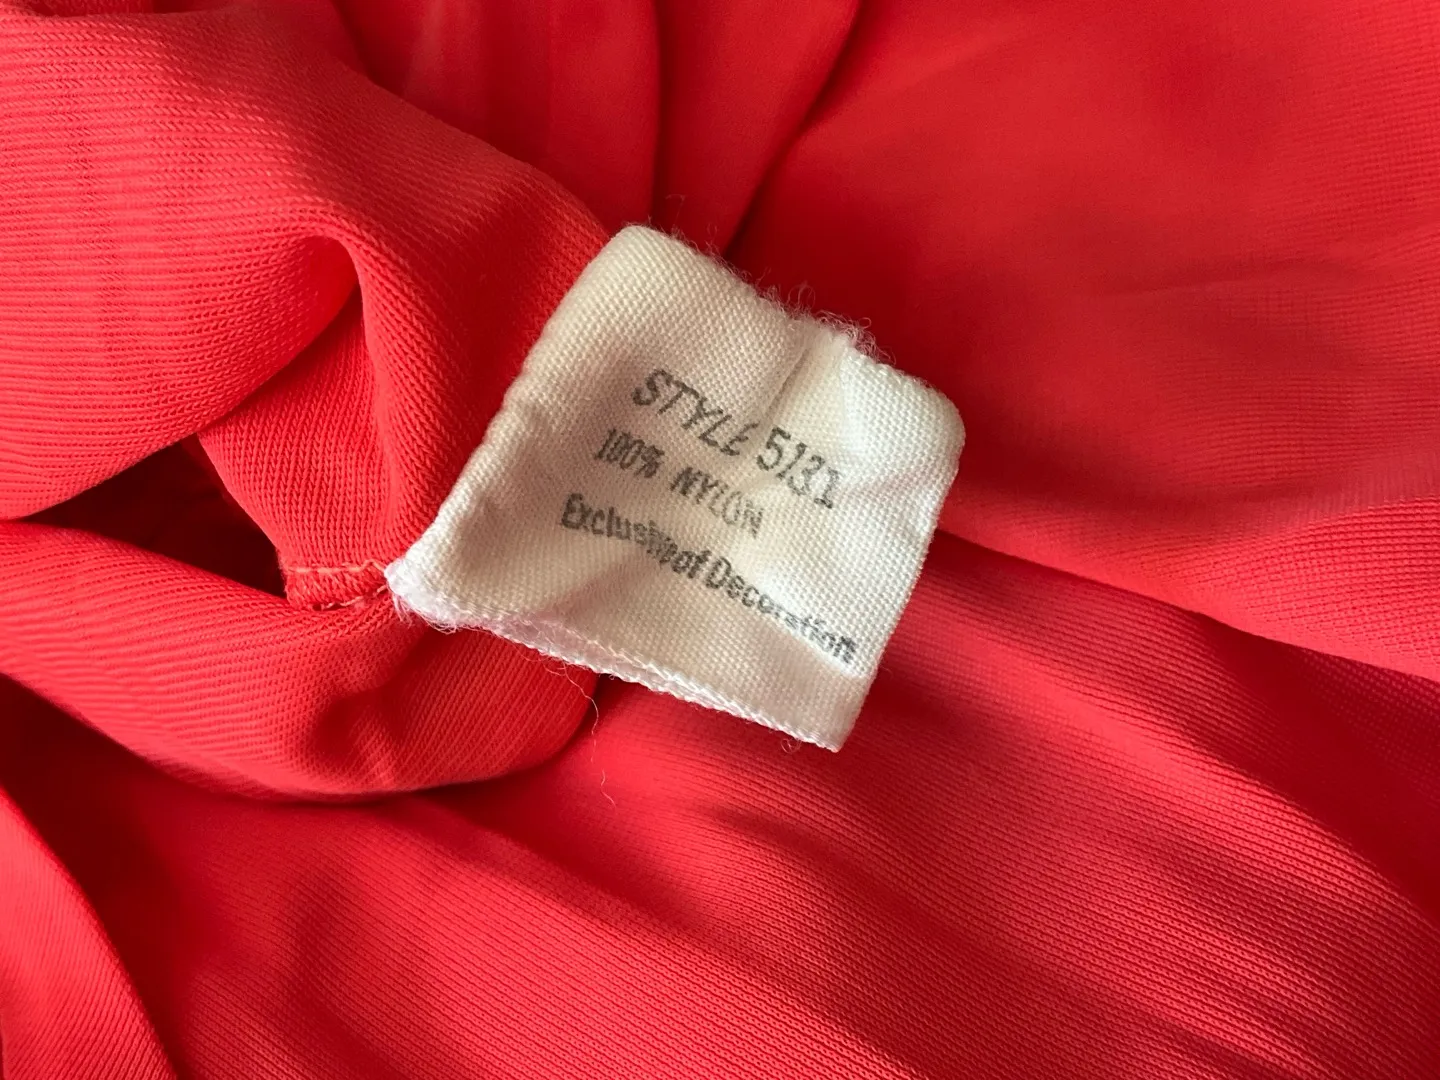 STYLE 5131
100% NYLON
Exclusive of Decoration